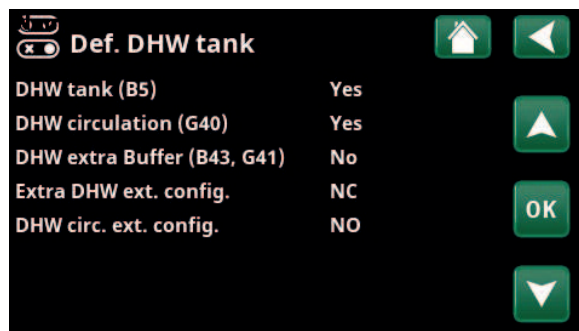 Def. DHW tank
DHW tank (B5) Yes
DHW circulation (G40) Yes
DHW extra Buffer (B43, G41) No
Extra DHW ext. config. NC
DHW circ. ext. config. NO
OK